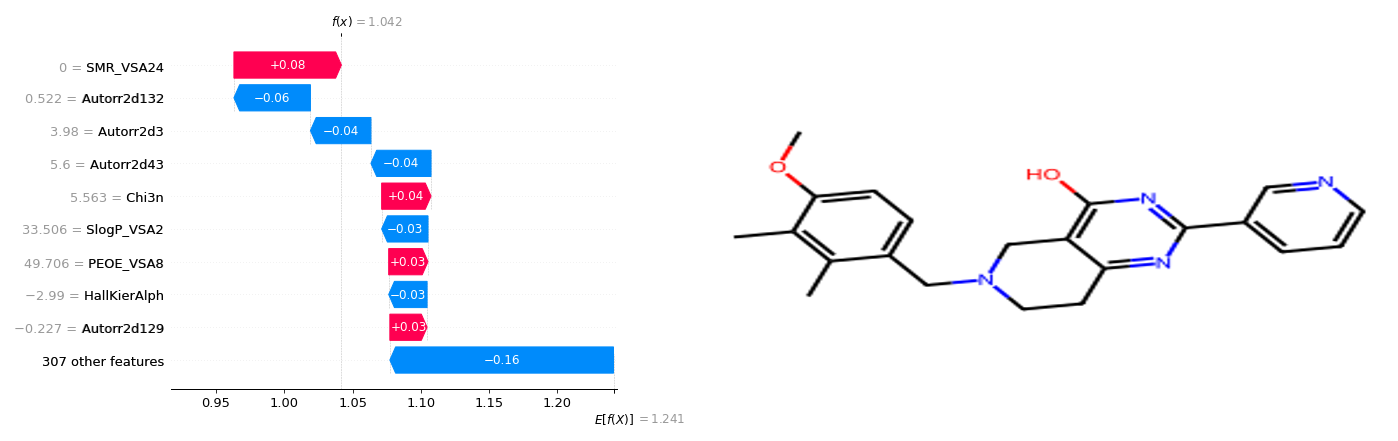 f(x) = 1.042
0 = SMR_VSA24
+0.08
0.522 = Autorr2d132
−0.06
3.98 = Autorr2d3
−0.04
5.6 = Autorr2d43
−0.04
5.563 = Chi3n
+0.04
33.506 = SlogP_VSA2
−0.03
49.706 = PEOE_VSA8
+0.03
−2.99 = HallKierAlph
−0.03
−0.227 = Autorr2d129
+0.03
307 other features
−0.16
0.95 1.00 1.05 1.10 1.15 1.20
E[f(X)] = 1.241
O
HO
N
N
N
N